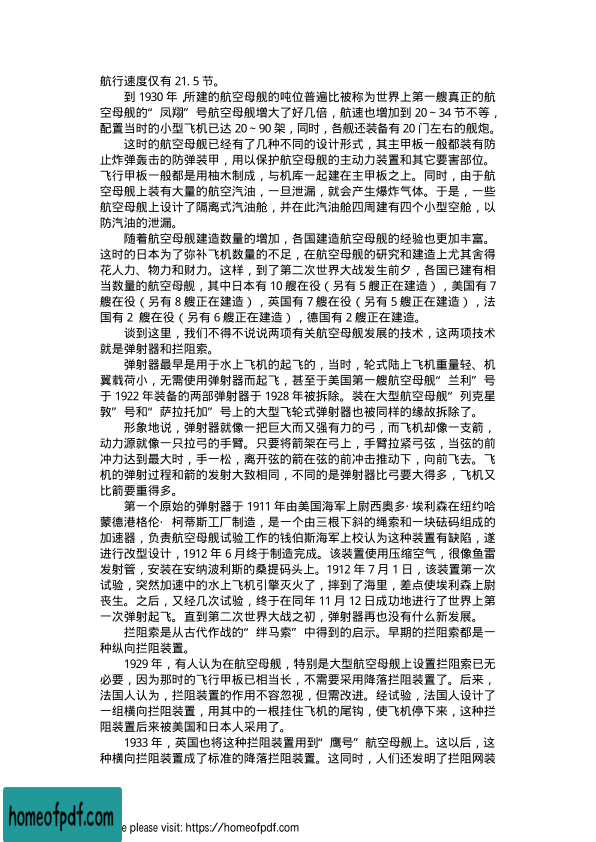 航行速度仅有 21.5 节。
到 1930 年，所建的航空母舰的吨位普遍比被称为世界上第一艘真正的航
空母舰的“凤翔”号航空母舰增大了好几倍，航速也增加到 20～34 节不等，
配置当时的小型飞机已达 20～90 架，同时，各舰还装备有 20 门左右的舰炮。
这时的航空母舰已经有了几种不同的设计形式，其主甲板一般都装有防
止炸弹轰击的防弹装甲，用以保护航空母舰的主动力装置和其它要害部位。
飞行甲板一般都是用柚木制成，与机库一起建在主甲板之上。同时，由于航
空母舰上装有大量的航空汽油，一旦泄漏，就会产生爆炸气体。于是，一些
航空母舰上设计了隔离式汽油舱，并在此汽油舱四周建有四个小型空舱，以
防汽油的泄漏。
随着航空母舰建造数量的增加，各国建造航空母舰的经验也更加丰富。
这时的日本为了弥补飞机数量的不足，在航空母舰的研究和建造上尤其舍得
花人力、物力和财力。这样，到了第二次世界大战发生前夕，各国已建有相
当数量的航空母舰，其中日本有 10 艘在役（另有 5 艘正在建造），美国有 7
艘在役（另有 8 艘正在建造），英国有 7 艘在役（另有 5 艘正在建造），法
国有 2 艘在役（另有 6 艘正在建造），德国有 2 艘正在建造。
谈到这里，我们不得不说说两项有关航空母舰发展的技术，这两项技术
就是弹射器和拦阻索。
弹射器最早是用于水上飞机的起飞的，当时，轮式陆上飞机重量轻、机
翼载荷小，无需使用弹射器而起飞，甚至于美国第一艘航空母舰“兰利”号
于 1922 年装备的两部弹射器于 1928 年被拆除。装在大型航空母舰“列克星
敦”号和“萨拉托加”号上的大型飞轮式弹射器也被同样的缘故拆除了。
形象地说，弹射器就像一把巨大而又强有力的弓，而飞机却像一支箭，
动力源就像一只拉弓的手臂。只要将箭架在弓上，手臂拉紧弓弦，当弦的前
冲力达到最大时，手一松，离开弦的箭在弦的前冲击推动下，向前飞去。飞
机的弹射过程和箭的发射大致相同，不同的是弹射器比弓要大得多，飞机又
比箭要重得多。
第一个原始的弹射器于 1911 年由美国海军上尉西奥多·埃利森在纽约哈
蒙德港格伦· 柯蒂斯工厂制造，是一个由三根下斜的绳索和一块砝码组成的
加速器，负责航空母舰试验工作的钱伯斯海军上校认为这种装置有缺陷，遂
进行改型设计，1912 年 6 月终于制造完成。该装置使用压缩空气，很像鱼雷
发射管，安装在安纳波利斯的桑提码头上。1912 年 7 月 1 日，该装置第一次
试验，突然加速中的水上飞机引擎灭火了，摔到了海里，差点使埃利森上尉
丧生。之后，又经几次试验，终于在同年 11 月 12 日成功地进行了世界上第
一次弹射起飞。直到第二次世界大战之初，弹射器再也没有什么新发展。
拦阻索是从古代作战的“绊马索”中得到的启示。早期的拦阻索都是一
种纵向拦阻装置。
1929 年，有人认为在航空母舰，特别是大型航空母舰上设置拦阻索已无
必要，因为那时的飞行甲板已相当长，不需要采用降落拦阻装置了。后来，
法国人认为，拦阻装置的作用不容忽视，但需改进。经试验，法国人设计了
一组横向拦阻装置，用其中的一根挂住飞机的尾钩，使飞机停下来，这种拦
阻装置后来被美国和日本人采用了。
1933 年，英国也将这种拦阻装置用到“鹰号”航空母舰上。这以后，这
种横向拦阻装置成了标准的降落拦阻装置。这同时，人们还发明了拦阻网装
homeofpdf.com
e please visit: https://homeofpdf.com